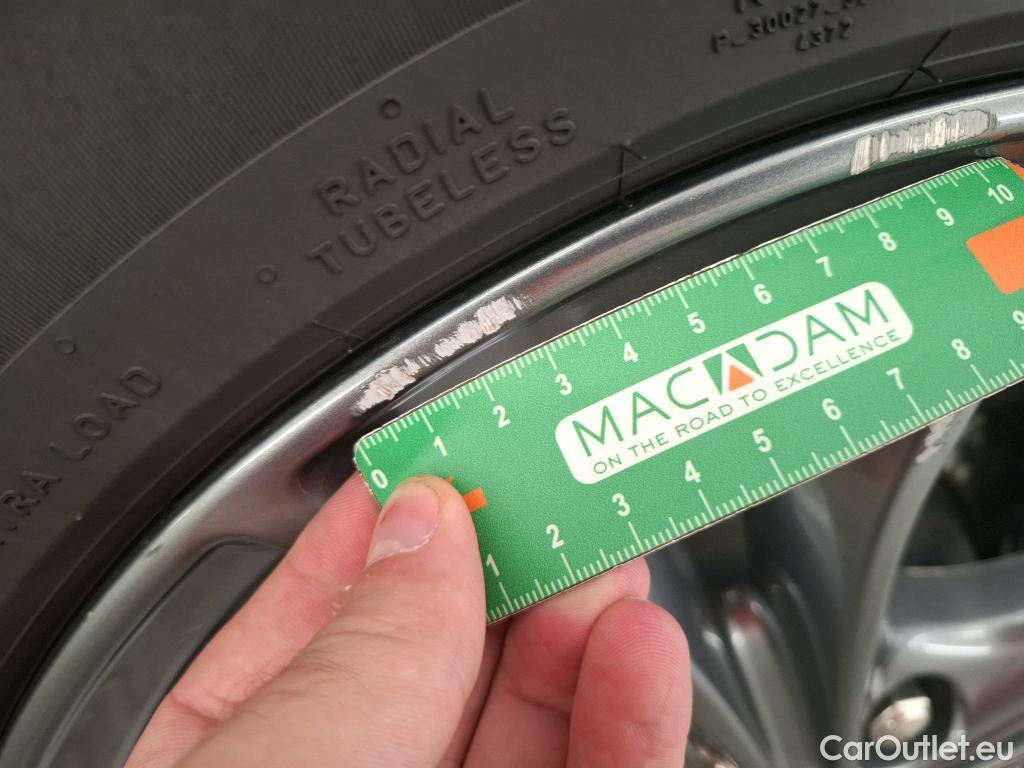 P_30027_
4372
RADIAL
TUBELESS
LOAD
0 1 2 3 4 5 6 7 8 9 10
MACADAM
ON THE ROAD TO EXCELLENCE
1 2 3 4 5 6 7 8 9
CarOutlet.eu